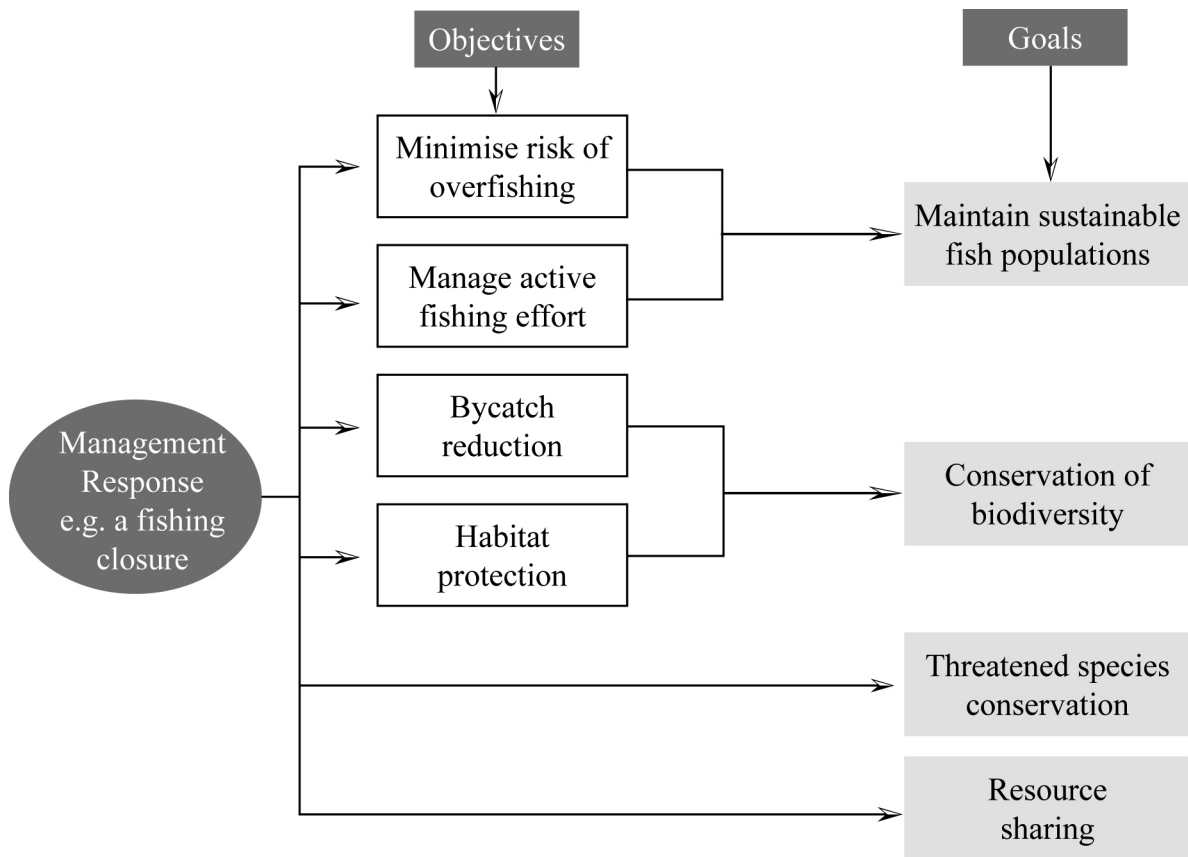 Objectives
Goals
Minimise risk of
overfishing
Maintain sustainable
fish populations
Manage active
fishing effort
Bycatch
reduction
Management
Response
e.g. a fishing
closure
Conservation of
biodiversity
Habitat
protection
Threatened species
conservation
Resource
sharing